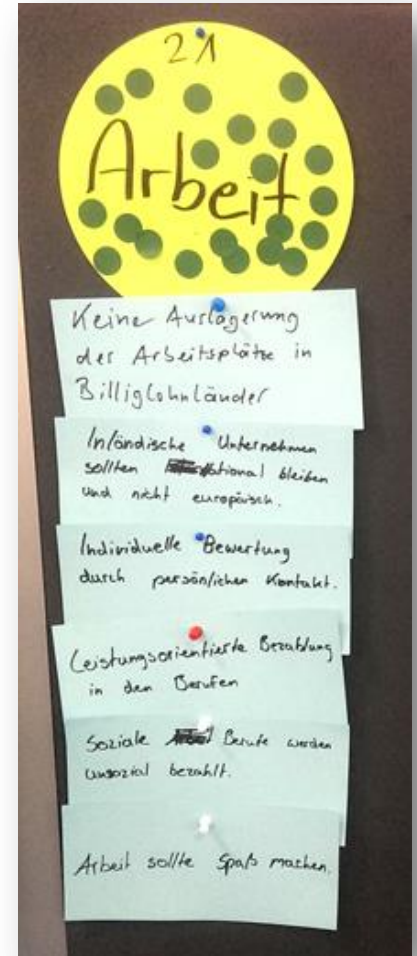 21
Arbeit
Keine Auslagerung
der Arbeitsplätze in
Billiglohnländer
Inländische Unternehmen
sollten national bleiben
und nicht europäisch.
Individuelle Bewertung
durch persönlichen Kontakt.
Leistungsorientierte Bezahlung
in den Berufen
Soziale Berufe werden
unsozial bezahlt.
Arbeit sollte Spaß machen.